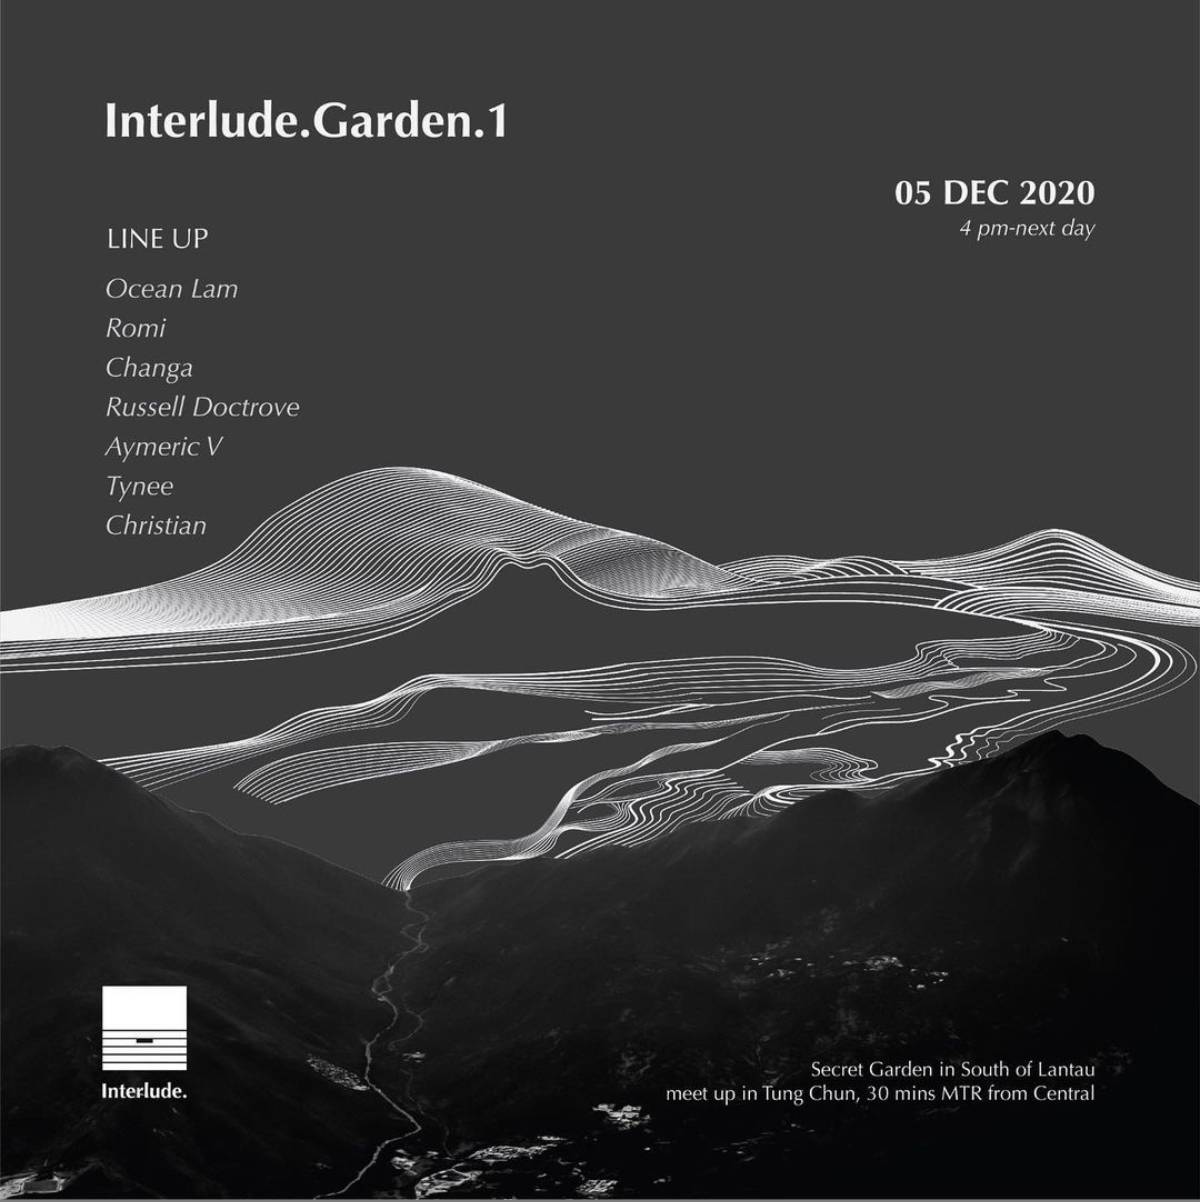 Interlude.Garden.1
05 DEC 2020
4 pm-next day
LINE UP
Ocean Lam
Romi
Changa
Russell Doctrove
Aymeric V
Tynee
Christian
Interlude.
Secret Garden in South of Lantau
meet up in Tung Chun, 30 mins MTR from Central